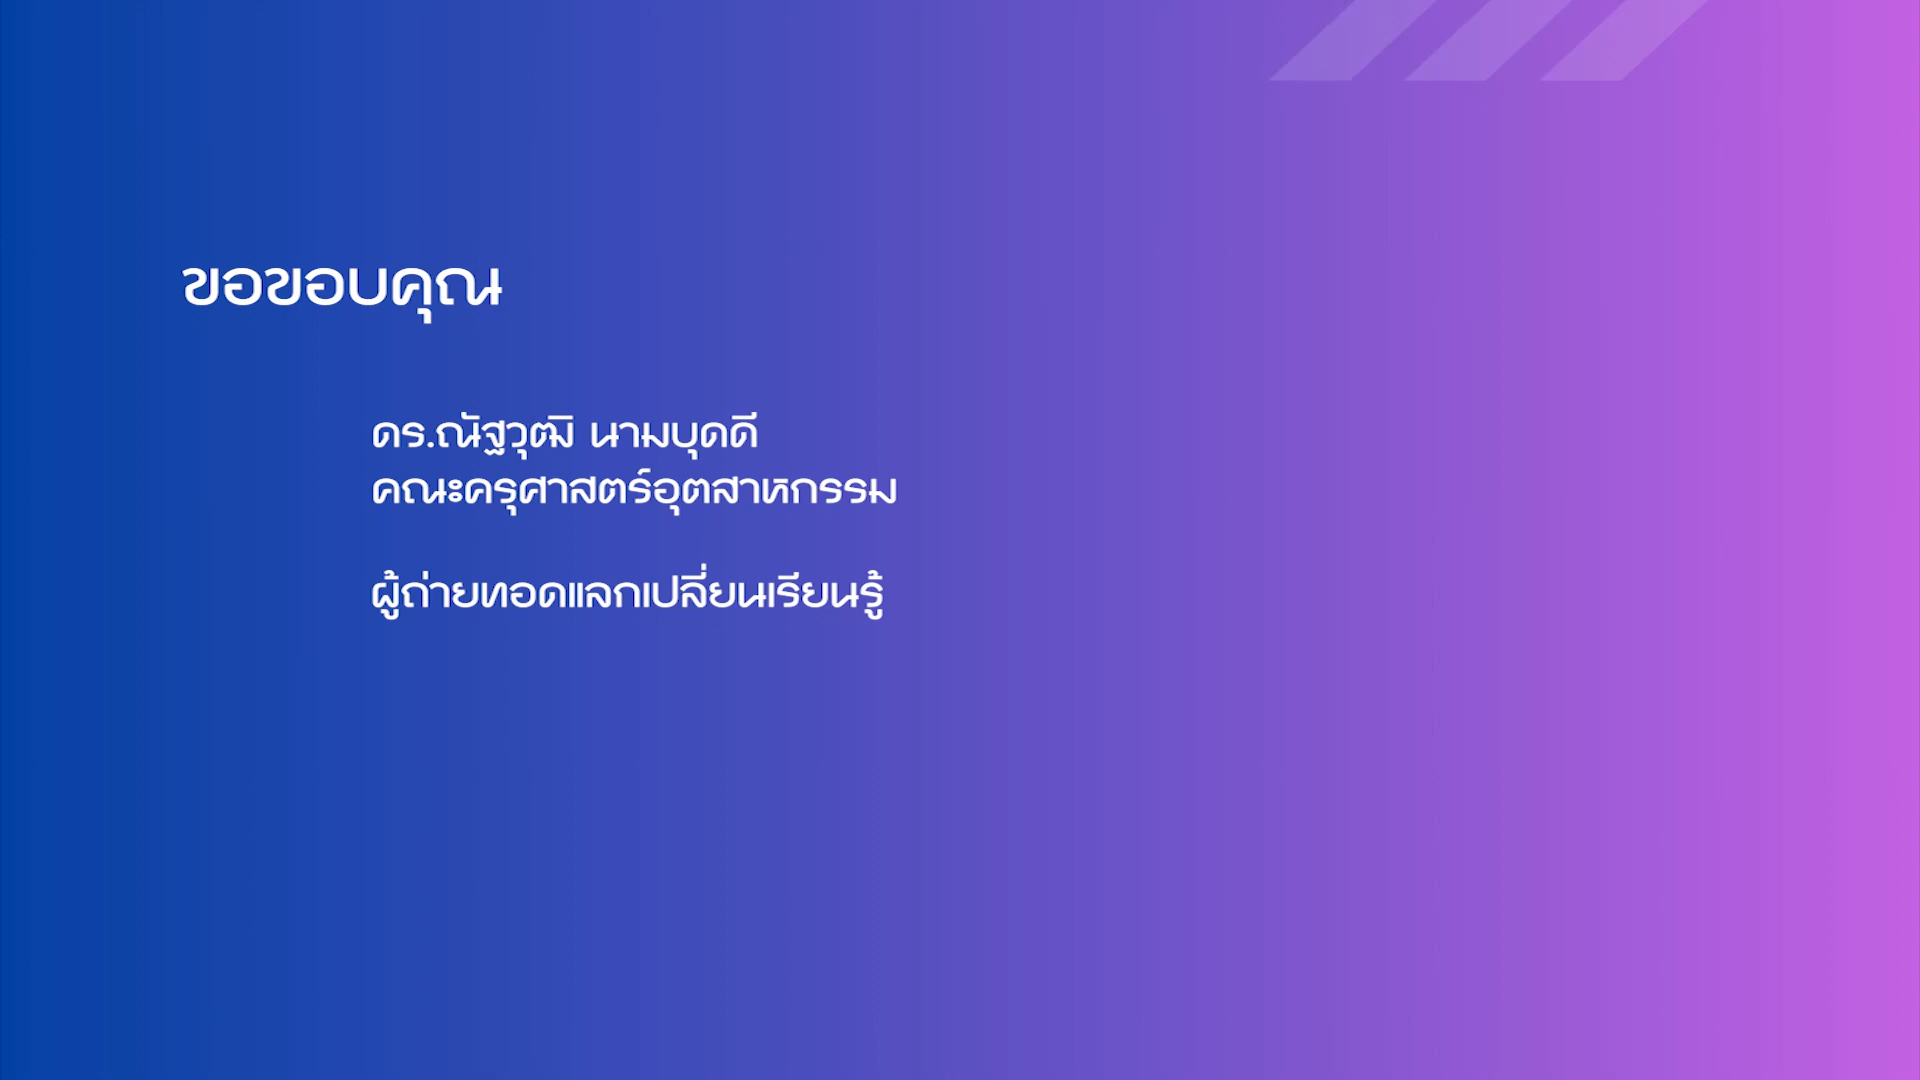 ขอขอบคุณ
ดร.ณัฐวุฒิ นามบุดดี
คณะครุศาสตร์อุตสาหกรรม
ผู้ถ่ายทอดแลกเปลี่ยนเรียนรู้